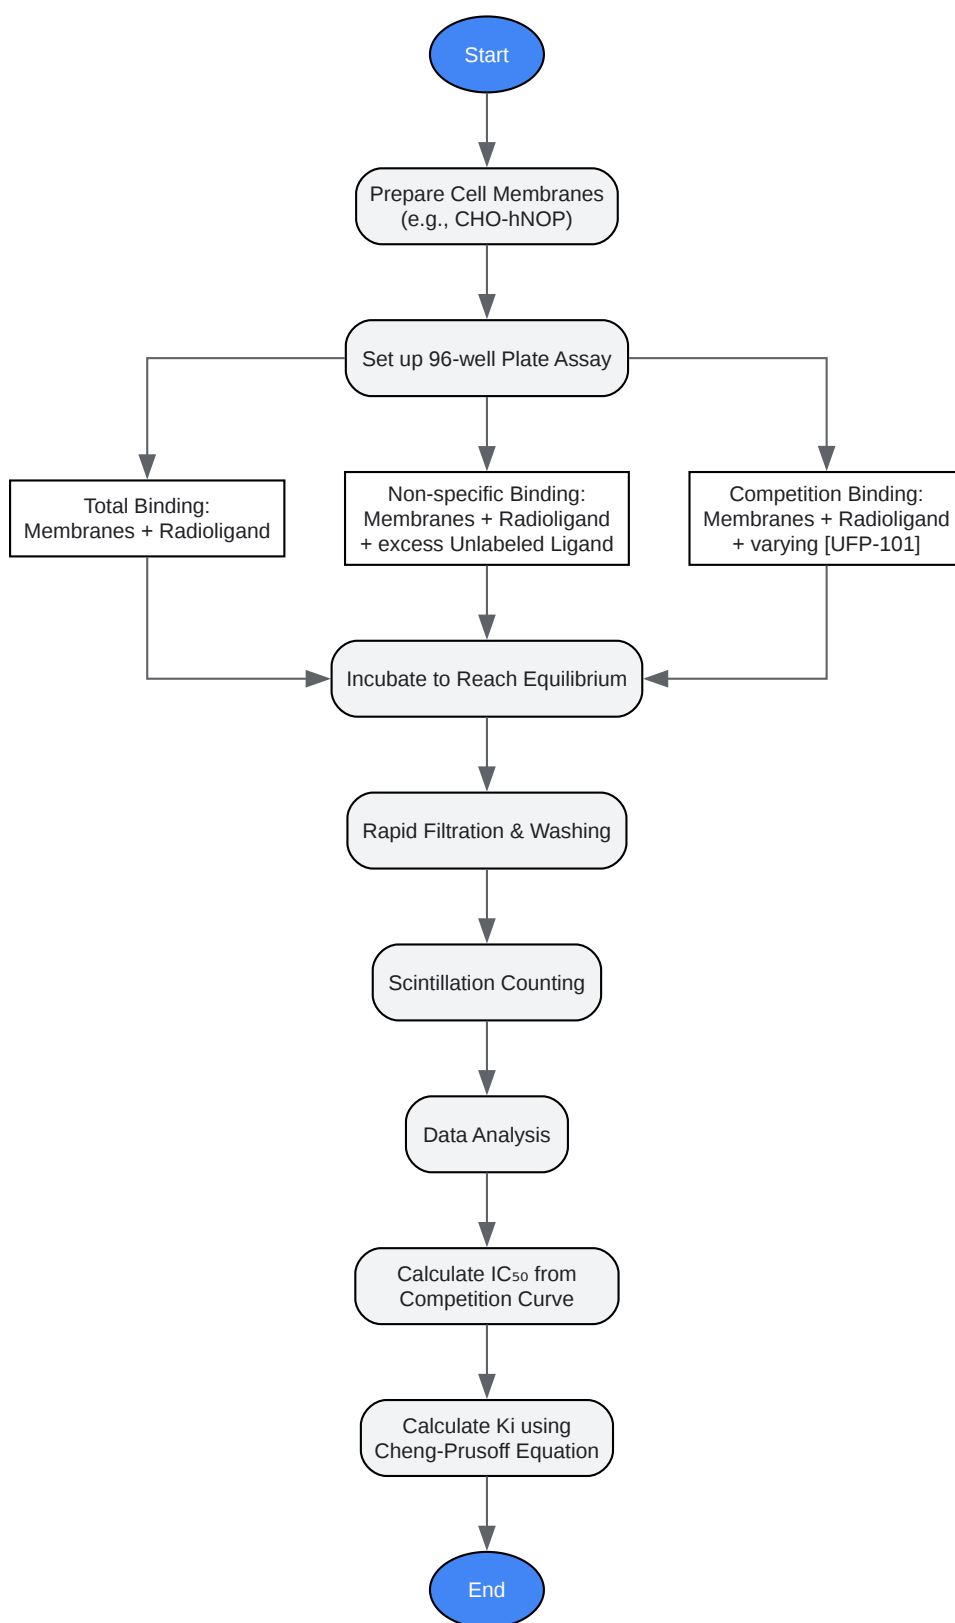 Start
Prepare Cell Membranes
(e.g., CHO-hNOP)
Set up 96-well Plate Assay
Total Binding:
Membranes + Radioligand
Non-specific Binding:
Membranes + Radioligand
+ excess Unlabeled Ligand
Competition Binding:
Membranes + Radioligand
+ varying [UFP-101]
Incubate to Reach Equilibrium
Rapid Filtration & Washing
Scintillation Counting
Data Analysis
Calculate IC₅₀ from
Competition Curve
Calculate Ki using
Cheng-Prusoff Equation
End